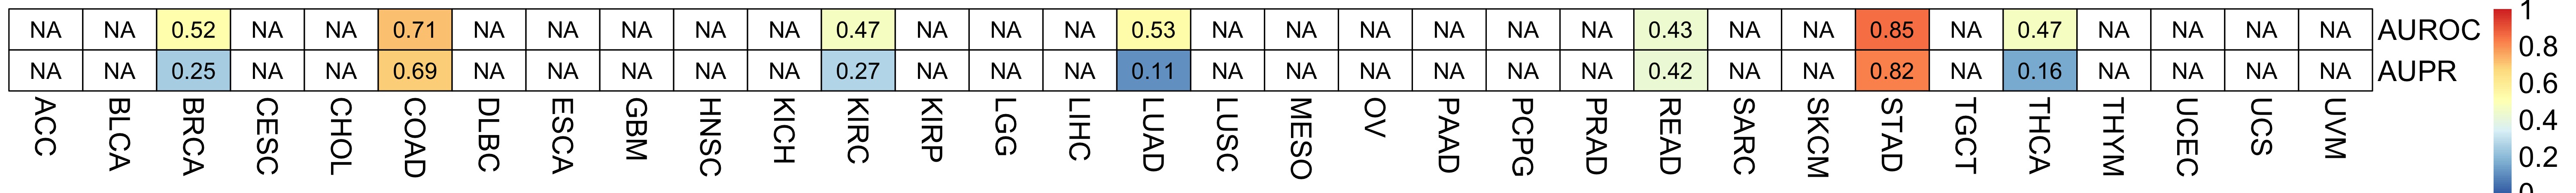 NA NA 0.52 NA NA 0.71 NA NA NA NA NA 0.47 NA NA NA 0.53 NA NA NA NA NA NA 0.43 NA NA 0.85 NA 0.47 NA NA NA NA AUROC
NA NA 0.25 NA NA 0.69 NA NA NA NA NA 0.27 NA NA NA 0.11 NA NA NA NA NA NA 0.42 NA NA 0.82 NA 0.16 NA NA NA NA AUPR
ACC
BLCA
BRCA
CESC
CHOL
COAD
DLBC
ESCA
GBM
HNSC
KICH
KIRC
KIRP
LGG
LIHC
LUAD
LUSC
MESO
OV
PAAD
PCPG
PRAD
READ
SARC
SKCM
STAD
TGCT
THCA
THYM
UCEC
UCS
UVM
1
0.8
0.6
0.4
0.2
0